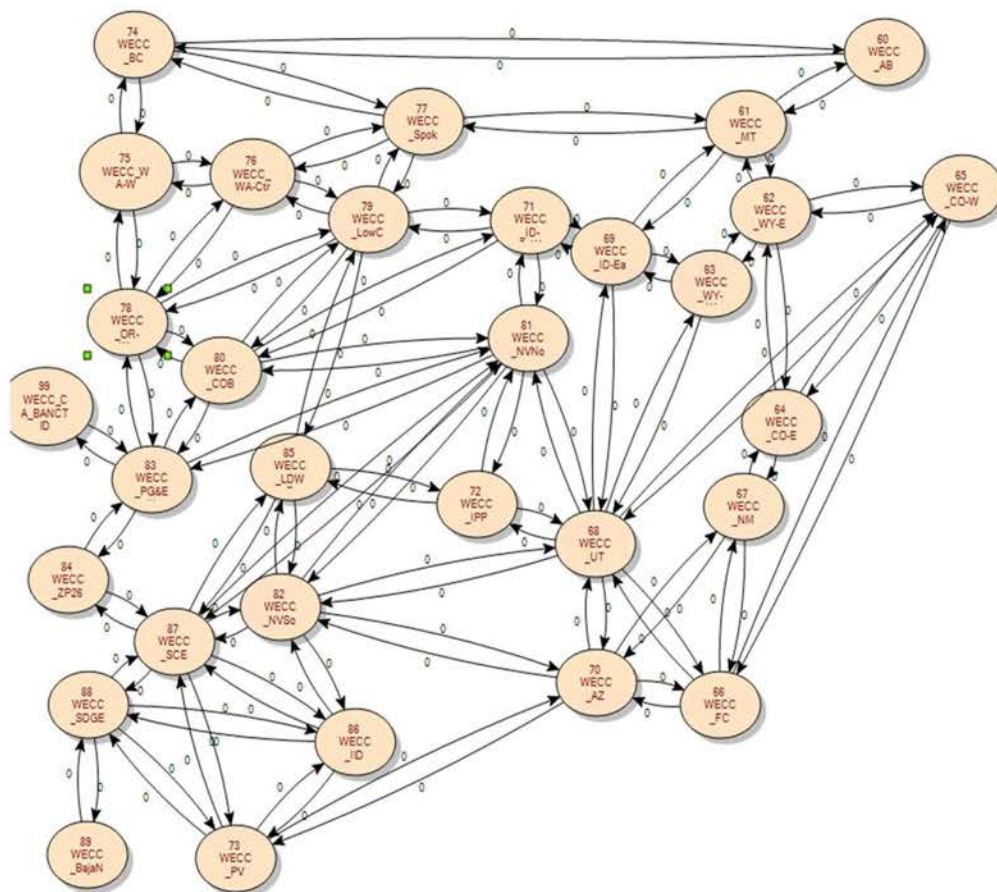 74
WECC
_BC
60
WECC
_AB
77
WECC
_Spok
61
WECC
_MT
75
WECC_W
A-W
76
WECC_
WA-Ctr
65
WECC
_CO-W
79
WECC
_LowC
71
WECC
_ID-
62
WECC
_WY-E
69
WECC
_ID-Ea
63
WECC
_WY-
...
78
WECC
_OR-
...
81
WECC
_NVNo
80
WECC
_COB
99
WECC_C
A_BANCT
ID
64
WECC
_CO-E
83
WECC
_PG&E
...
85
WECC
_LDW
72
WECC
_IPP
67
WECC
_NM
68
WECC
_UT
84
WECC
_ZP26
82
WECC
_NVSo
87
WECC
_SCE
70
WECC
_AZ
66
WECC
_FC
88
WECC
_SDGE
86
WECC
_IID
89
WECC
_BajaN
73
WECC
_PV